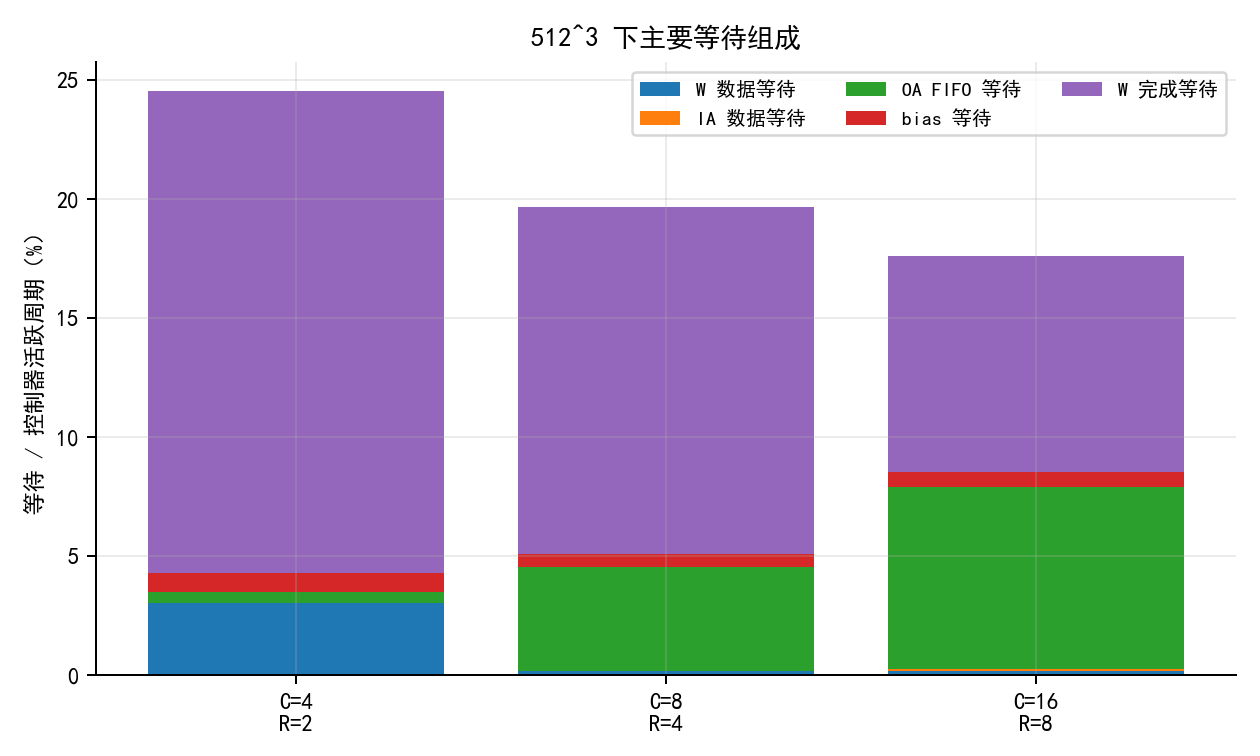 512^3 下主要等待组成
W 数据等待
IA 数据等待
OA FIFO 等待
bias 等待
W 完成等待
等待 / 控制器活跃周期 (%)
25
20
15
10
5
0
C=4
R=2
C=8
R=4
C=16
R=8